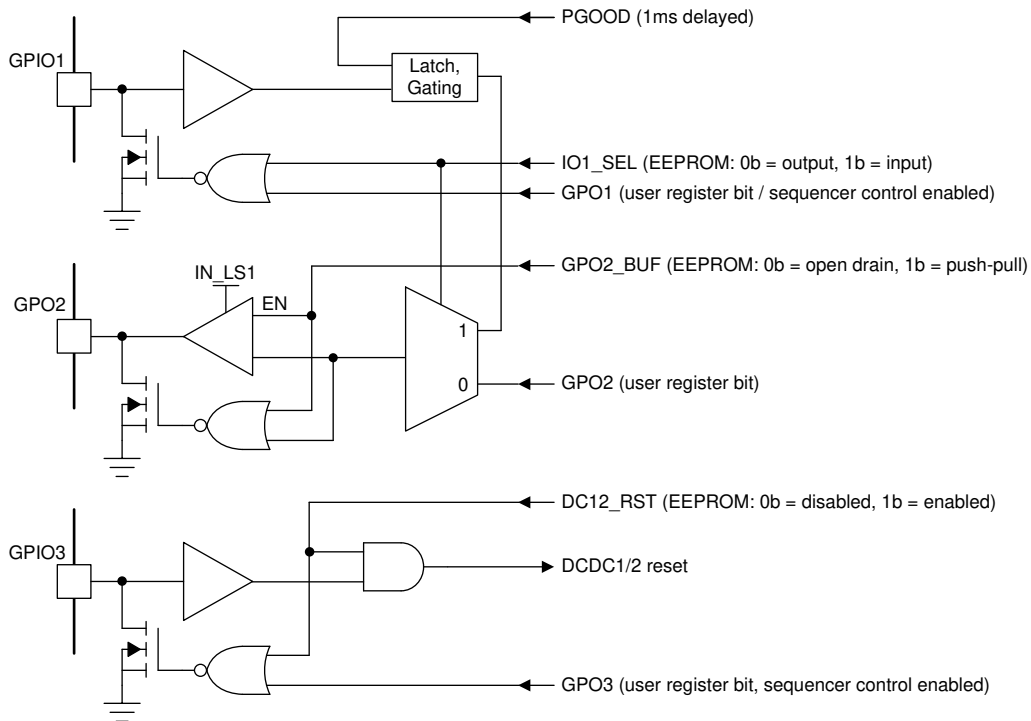 PGOOD (1ms delayed)
GPIO1
Latch,
Gating
IO1_SEL (EEPROM: 0b = output, 1b = input)
GPO1 (user register bit / sequencer control enabled)
GPO2_BUF (EEPROM: 0b = open drain, 1b = push-pull)
IN_LS1
EN
GPO2
1
0
GPO2 (user register bit)
DC12_RST (EEPROM: 0b = disabled, 1b = enabled)
GPIO3
DCDC1/2 reset
GPO3 (user register bit, sequencer control enabled)